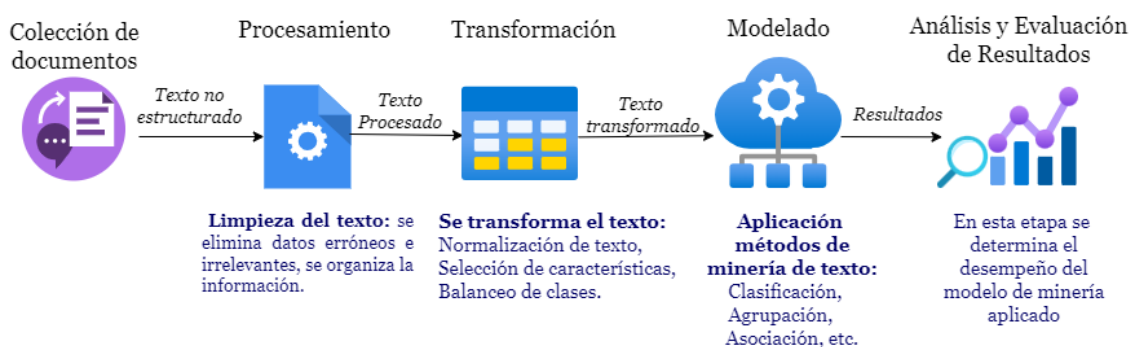 Colección de
documentos
Procesamiento
Transformación
Modelado
Análisis y Evaluación
de Resultados
Texto no
estructurado
Texto
Procesado
Texto
transformado
Resultados
Limpieza del texto: se
elimina datos erróneos e
irrelevantes, se organiza la
información.
Se transforma el texto:
Normalización de texto,
Selección de características,
Balanceo de clases.
Aplicación
métodos de
minería de texto:
Clasificación,
Agrupación,
Asociación, etc.
En esta etapa se
determina el
desempeño del
modelo de minería
aplicado